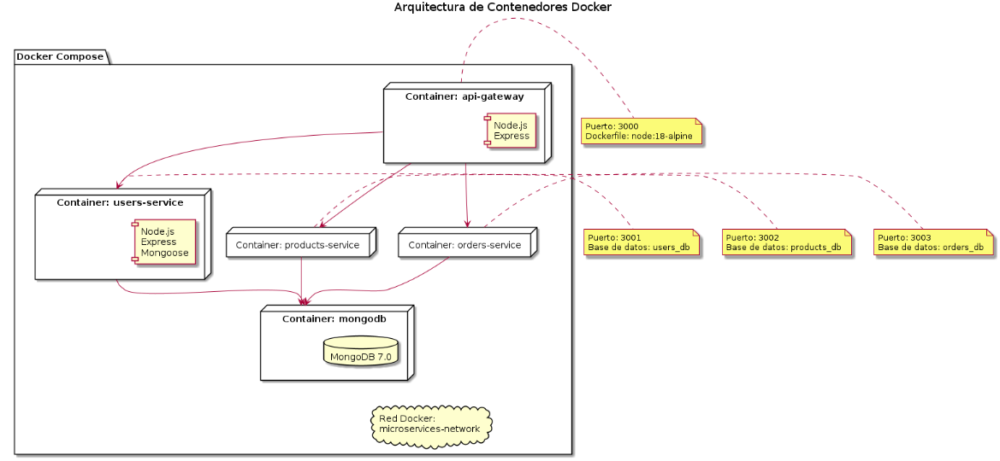 Arquitectura de Contenedores Docker
Docker Compose
Container: api-gateway
Node.js
Express
Puerto: 3000
Dockerfile: node:18-alpine
Container: users-service
Node.js
Express
Mongoose
Container: products-service
Container: orders-service
Puerto: 3001
Base de datos: users_db
Puerto: 3002
Base de datos: products_db
Puerto: 3003
Base de datos: orders_db
Container: mongodb
MongoDB 7.0
Red Docker:
microservices-network